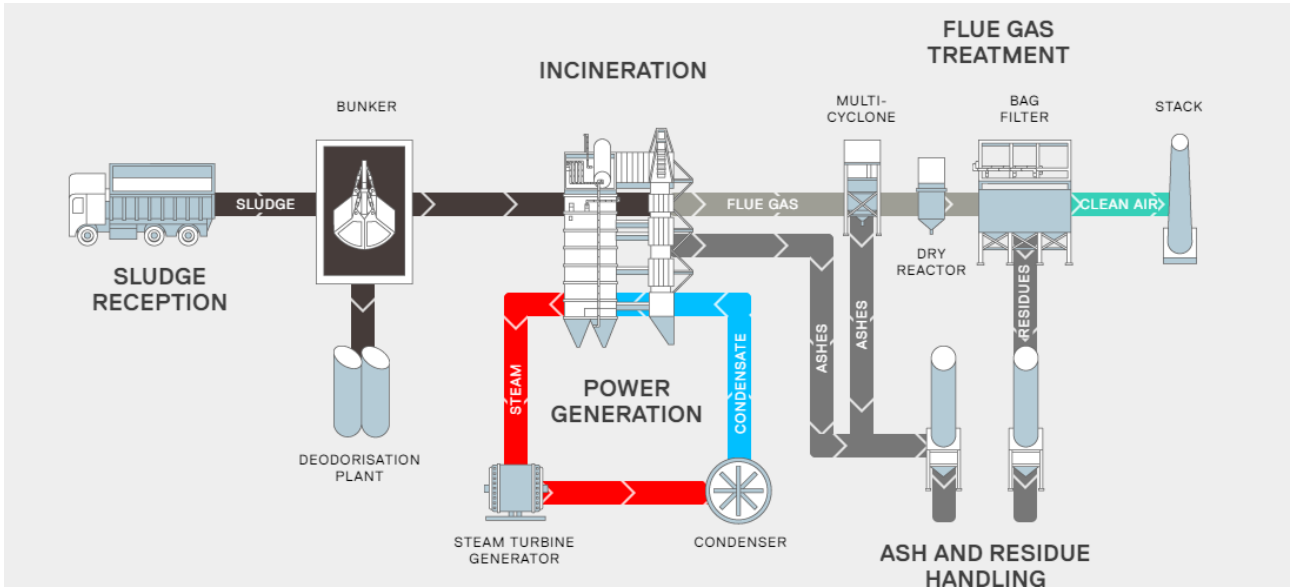 FLUE GAS
TREATMENT
INCINERATION
BUNKER
MULTI-
CYCLONE
BAG
FILTER
STACK
SLUDGE
FLUE GAS
CLEAN AIR
SLUDGE
RECEPTION
DRY
REACTOR
RESIDUES
ASHES
ASHES
STEAM
CONDENSATE
POWER
GENERATION
DEODORISATION
PLANT
STEAM TURBINE
GENERATOR
CONDENSER
ASH AND RESIDUE
HANDLING